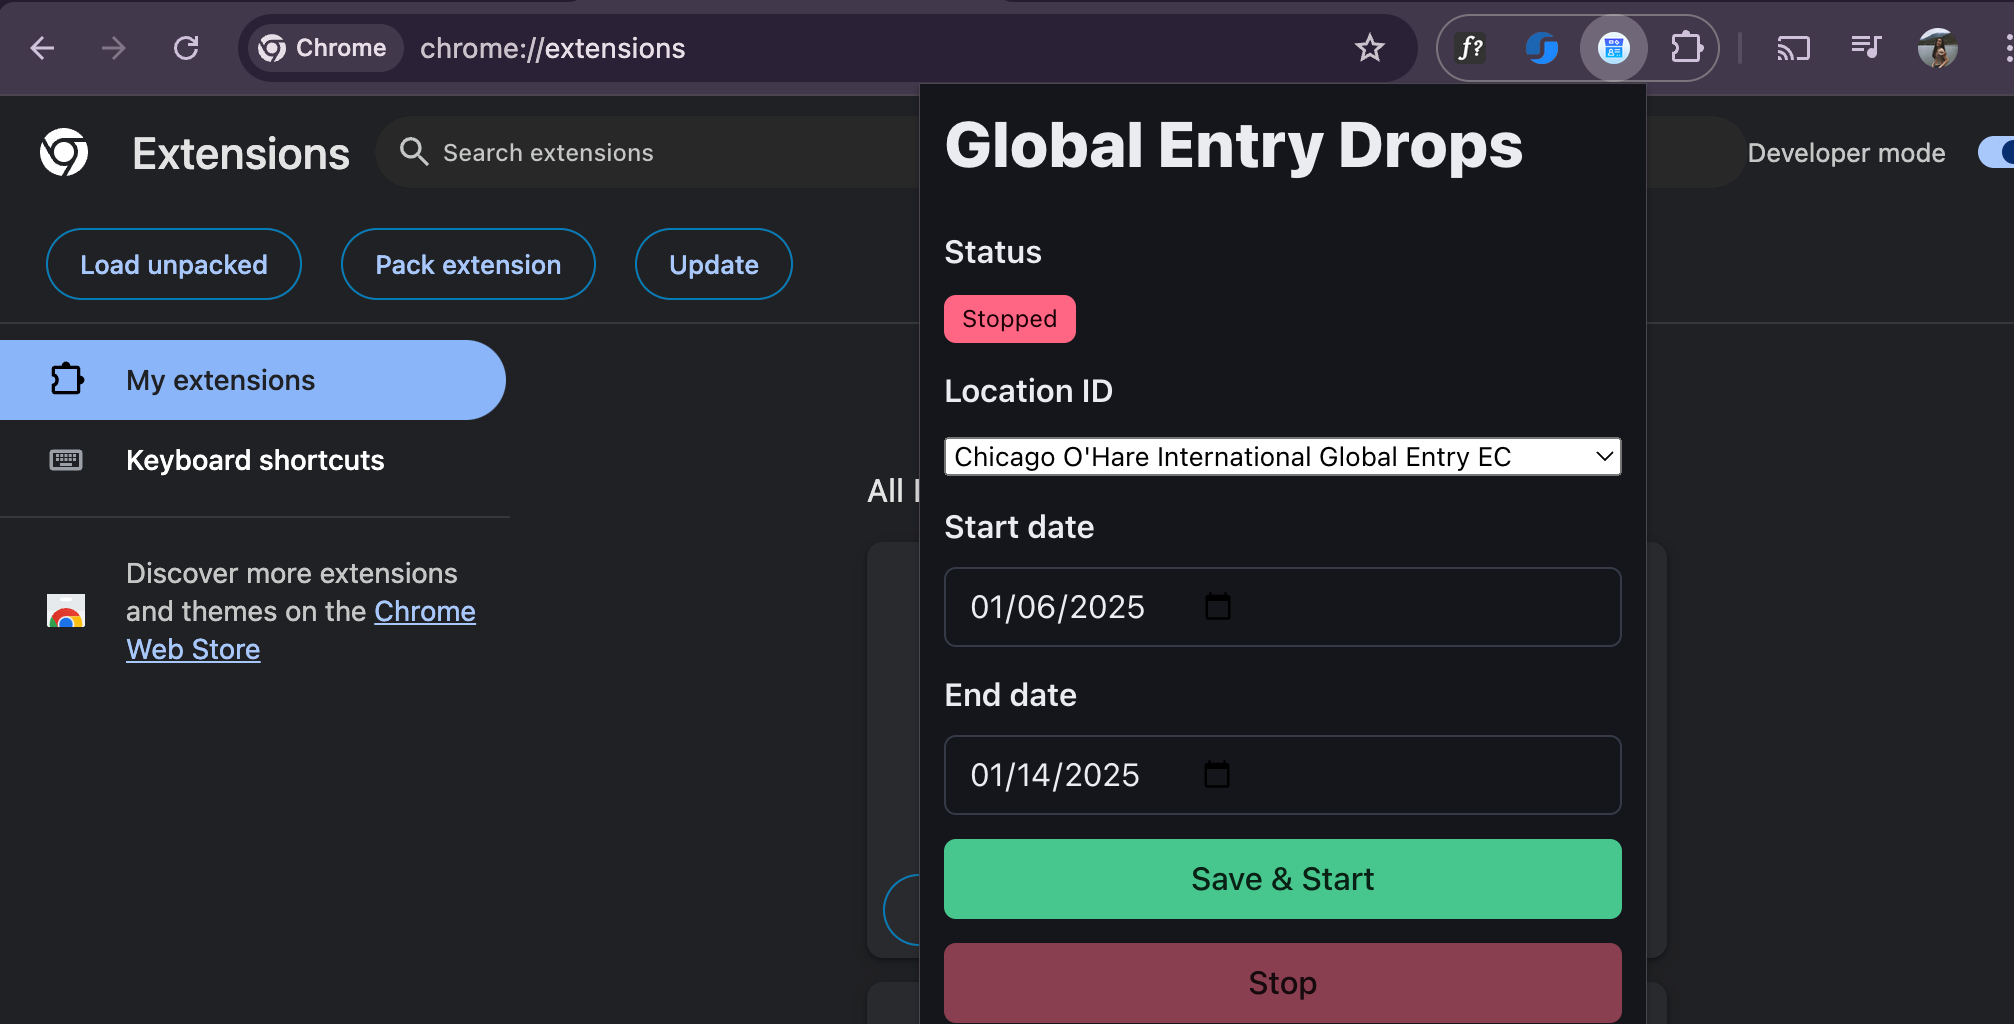 Chrome
chrome://extensions
f?
Extensions
Search extensions
Developer mode
Load unpacked
Pack extension
Update
My extensions
Keyboard shortcuts
Discover more extensions
and themes on the Chrome
Web Store
All
Global Entry Drops
Status
Stopped
Location ID
Chicago O'Hare International Global Entry EC
Start date
01/06/2025
End date
01/14/2025
Save & Start
Stop